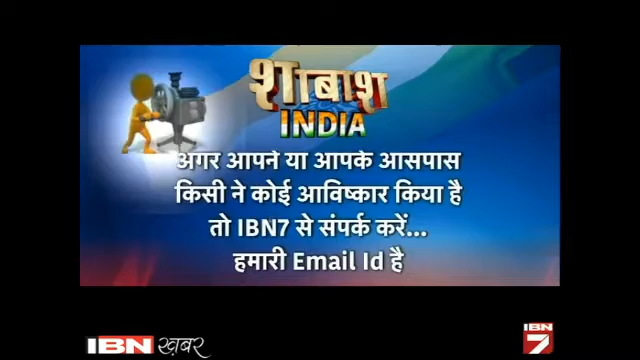 शाबाश
INDIA
अगर आपने या आपके आसपास
किसी ने कोई आविष्कार किया है
तो IBN7 से संपर्क करें...
हमारी Email Id है
IBN ख़बर
IBN
7